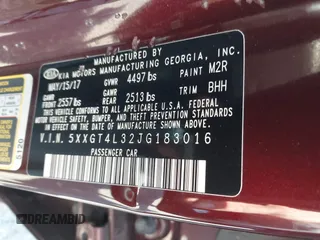 KIA MOTORS MANUFACTURING GEORGIA, INC.
MAY/15/17 GVWR 4497 lbs PAINT M2R
GAWR FRONT 2557 lbs GAWR REAR 2513 lbs TRIM BHH
THIS VEHICLE CONFORMS TO ALL APPLICABLE FEDERAL
MOTOR VEHICLE SAFETY, BUMPER, AND THEFT
PREVENTION STANDARDS IN EFFECT ON THE DATE OF
MANUFACTURE SHOWN ABOVE.
V.I.N. 5XXGT4L32JG183016
PASSENGER CAR
5120
DREAMBID